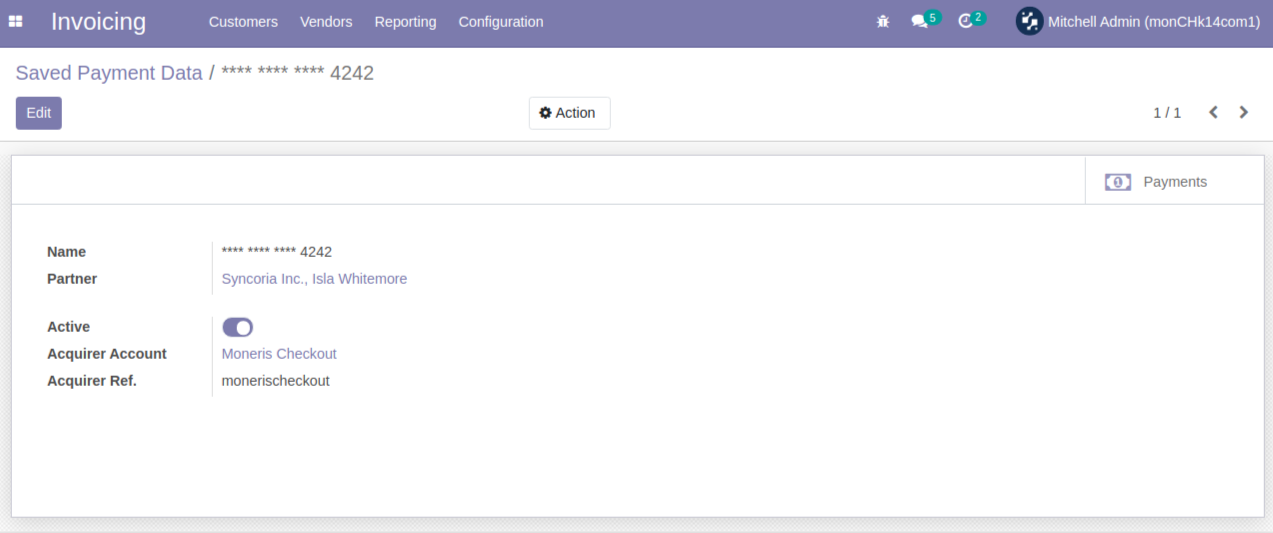 Invoicing Customers Vendors Reporting Configuration 5 2 Mitchell Admin (monCHk14com1)
Saved Payment Data / **** **** **** 4242
Edit Action 1 / 1
Payments
Name **** **** **** 4242
Partner Syncoria Inc., Isla Whitemore
Active
Acquirer Account Moneris Checkout
Acquirer Ref. monerischeckout